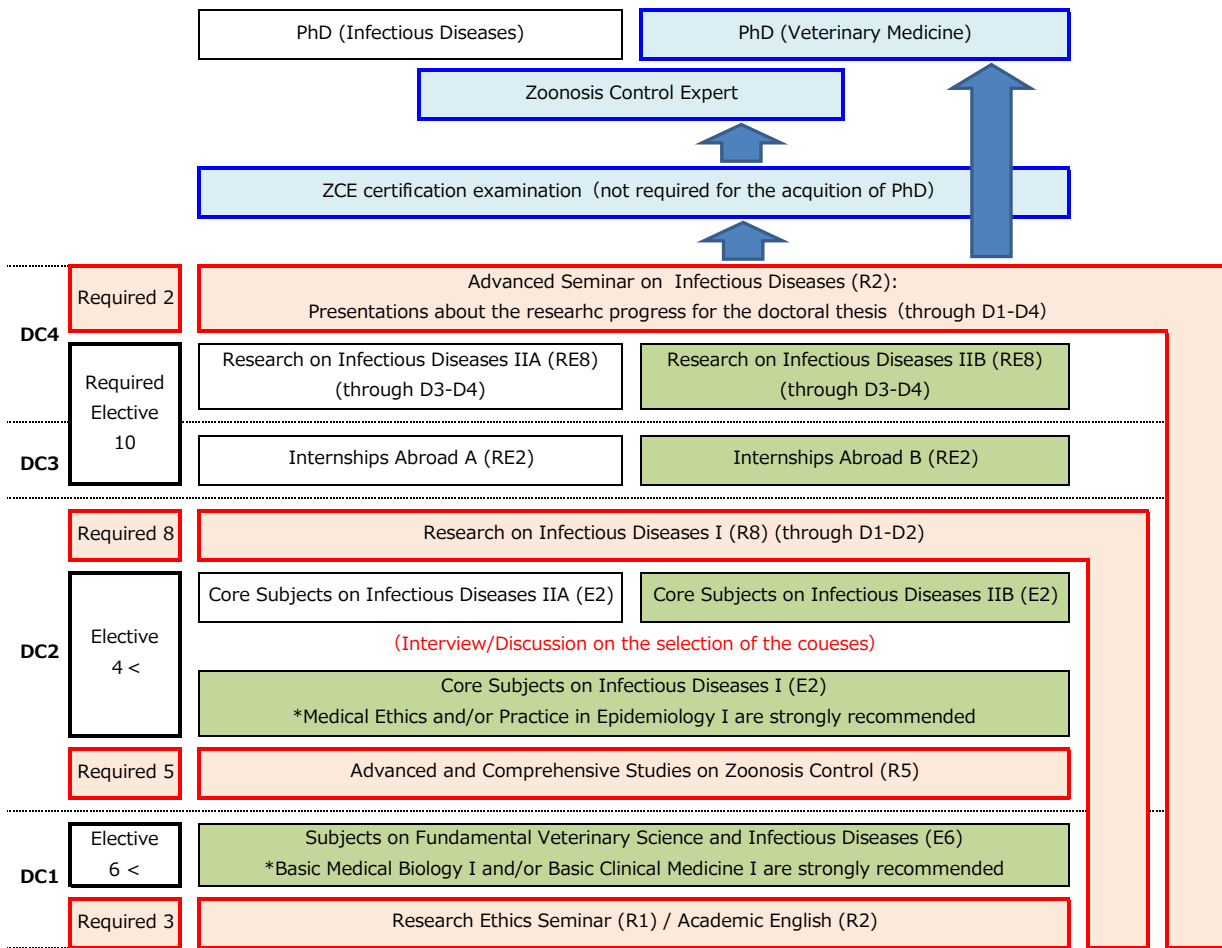 PhD (Infectious Diseases)
PhD (Veterinary Medicine)
Zoonosis Control Expert
ZCE certification examination（not required for the acquition of PhD）
DC4
Required 2
Advanced Seminar on Infectious Diseases (R2):
Presentations about the researhc progress for the doctoral thesis（through D1-D4）
Required
Elective
10
Research on Infectious Diseases IIA (RE8)
(through D3-D4)
Research on Infectious Diseases IIB (RE8)
(through D3-D4)
DC3
Internships Abroad A (RE2)
Internships Abroad B (RE2)
DC2
Required 8
Research on Infectious Diseases I (R8) (through D1-D2)
Elective
4 <
Core Subjects on Infectious Diseases IIA (E2)
Core Subjects on Infectious Diseases IIB (E2)
（Interview/Discussion on the selection of the coueses）
Core Subjects on Infectious Diseases I (E2)
*Medical Ethics and/or Practice in Epidemiology I are strongly recommended
Required 5
Advanced and Comprehensive Studies on Zoonosis Control (R5)
DC1
Elective
6 <
Subjects on Fundamental Veterinary Science and Infectious Diseases (E6)
*Basic Medical Biology I and/or Basic Clinical Medicine I are strongly recommended
Required 3
Research Ethics Seminar (R1) / Academic English (R2)